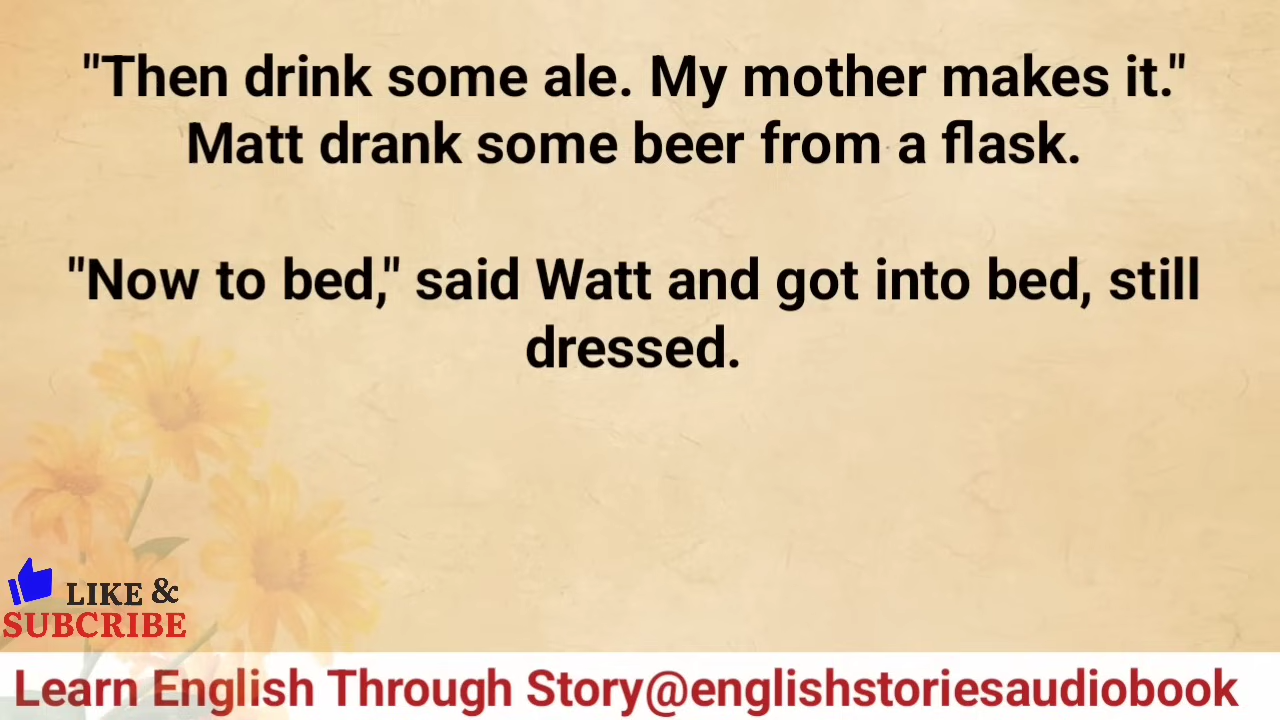 "Then drink some ale. My mother makes it."
Matt drank some beer from a flask.
"Now to bed," said Watt and got into bed, still
dressed.
LIKE &
SUBCRIBE
Learn English Through Story@englishstoriesaudiobook